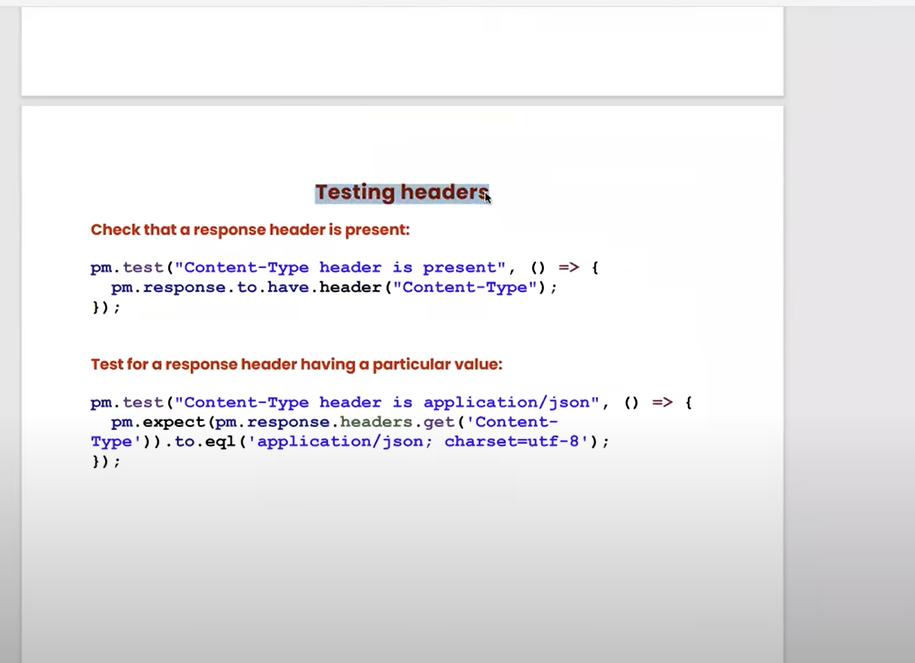 Testing headers
Check that a response header is present:
pm.test("Content-Type header is present", () => {
  pm.response.to.have.header("Content-Type");
});
Test for a response header having a particular value:
pm.test("Content-Type header is application/json", () => {
  pm.expect(pm.response.headers.get('Content-
Type')).to.eql('application/json; charset=utf-8');
});